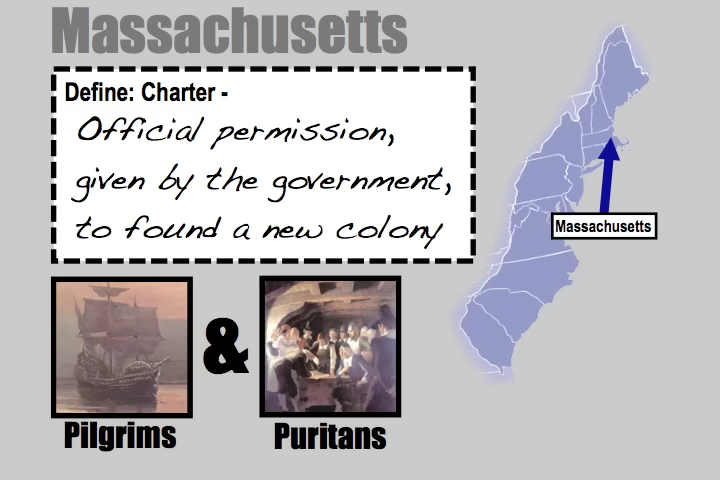 Massachusetts
Define: Charter -
Official permission,
given by the government,
to found a new colony
Massachusetts
&
Pilgrims
Puritans